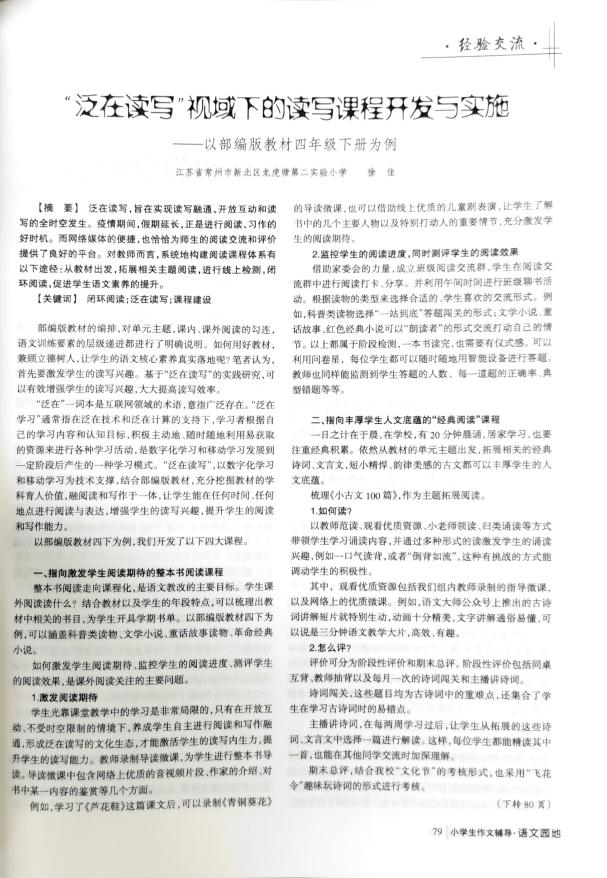 ·经验交流·
“泛在读写”视域下的读写课程开发与实施
——以部编版教材四年级下册为例
江苏省常州市新北区龙虎塘第二实验小学 徐 佳
【摘 要】 泛在读写,旨在实现读写融通、开放互动和读
写的全时空发生。疫情期间,假期延长,正是进行阅读、习作的
好时机。而网络媒体的便捷,也恰恰为师生的阅读交流和评价
提供了良好的平台。对教师而言,系统地构建阅读课程体系有
以下途径:从教材出发,拓展相关主题阅读,进行线上检测,闭
环阅读,促进学生语文素养的提升。
【关键词】 闭环阅读;泛在读写;课程建设
部编版教材的编排,对单元主题,课内、课外阅读的勾连,
语文训练要素的层级递进都进行了明确说明。如何用好教材,
兼顾立德树人,让学生的语文核心素养真实落地呢?笔者认为,
首先要激发学生的读写兴趣。基于“泛在读写”的实践研究,可
以有效增强学生的读写兴趣,大大提高读写效率。
“泛在”一词本是互联网领域的术语,意指广泛存在。“泛在
学习”通常指在泛在技术和泛在计算的支持下,学习者根据自
己的学习内容和认知目标,积极主动地、随时随地利用易获取
的资源来进行各种学习活动,是数字化学习和移动学习发展到
一定阶段后产生的一种学习模式。“泛在读写”,以数字化学习
和移动学习为技术支撑,结合部编版教材,充分挖掘教材的学
科育人价值,融阅读和写作于一体,让学生能在任何时间、任何
地点进行阅读与表达,增强学生的读写兴趣,提升学生的阅读
和写作能力。
以部编版教材四下为例,我们开发了以下四大课程。
一、指向激发学生阅读期待的整本书阅读课程
整本书阅读走向课程化,是语文教改的主要目标。学生课
外阅读读什么?结合教材以及学生的年段特点,可以梳理出教
材中相关的书目,为学生开具学期书单。以部编版教材四下为
例,可以涵盖科普类读物、文学小说、童话故事读物、革命经典
小说。
如何激发学生阅读期待、监控学生的阅读进度、测评学生
的阅读效果,是课外阅读关注的主要问题。
1.激发阅读期待
学生光靠课堂教学中的学习是非常局限的,只有在开放互
动、不受时空限制的情境下,养成学生自主进行阅读和写作融
通,形成泛在读写的文化生态,才能激活学生的读写内生力,提
升学生的读写能力。教师录制导读微课,为学生进行整本书导
读。导读微课中包含网络上优质的音视频片段、作家的介绍、对
书中某一内容的鉴赏等几个方面。
例如,学习了《芦花鞋》这篇课文后,可以录制《青铜葵花》
的导读微课,也可以借助线上优质的儿童剧表演,让学生了解
书中的几个主要人物以及特别打动人的重要情节,充分激发学
生的阅读期待。
2.监控学生的阅读进度,同时测评学生的阅读效果
借助家委会的力量,成立班级阅读交流群,学生在阅读交
流群中进行阅读打卡、分享。并利用午间时间进行班级聊书活
动。根据读物的类型来选择合适的、学生喜欢的交流形式。例
如,科普类读物选择“一站到底”答题闯关的形式;文学小说、童
话故事、红色经典小说可以“朗读者”的形式交流打动自己的情
节。以上都属于阶段检测,一本书读完,也需要有仪式感。可以
利用问卷星,每位学生都可以随时随地用智能设备进行答题。
教师也同样能监测到学生答题的人数、每一道题的正确率、典
型错题等等。
二、指向丰厚学生人文底蕴的“经典阅读”课程
一日之计在于晨,在学校,有20分钟晨诵,居家学习,也要
注重经典积累。依然从教材的单元主题出发,拓展相关的经典
诗词、文言文,短小精悍、韵律美感的古文都可以丰厚学生的人
文底蕴。
梳理《小古文100篇》,作为主题拓展阅读。
1.如何读?
以教师范读、观看优质资源、小老师领读、归类诵读等方式
带领学生学习诵读内容,并通过多种形式的读激发学生的诵读
兴趣,例如一口气读背,或者“倒背如流”,这种有挑战的方式能
调动学生的积极性。
其中,观看优质资源包括我们组内教师录制的指导微课,
以及网络上的优质微课。例如,语文大师公众号上推出的古诗
词讲解短片就特别生动,动画十分精美,文字讲解通俗易懂,可
以说是三分钟语文教学大片,高效、有趣。
2.怎么评?
评价可分为阶段性评价和期末总评。阶段性评价包括同桌
互背、教师抽背以及每月一次的诗词闯关和主播讲诗词。
诗词闯关,这些题目均为古诗词中的重难点,还集合了学
生在学习古诗词时的易错点。
主播讲诗词,在每两周学习过后,让学生从拓展的这些诗
词、文言文中选择一篇进行解读。这样,每位学生都能精读其中
一首,也能在其他同学交流时加深理解。
期末总评,结合我校“文化节”的考核形式,也采用“飞花
令”趣味玩诗词的形式进行考核。
(下转80页)
79 小学生作文辅导·语文园地